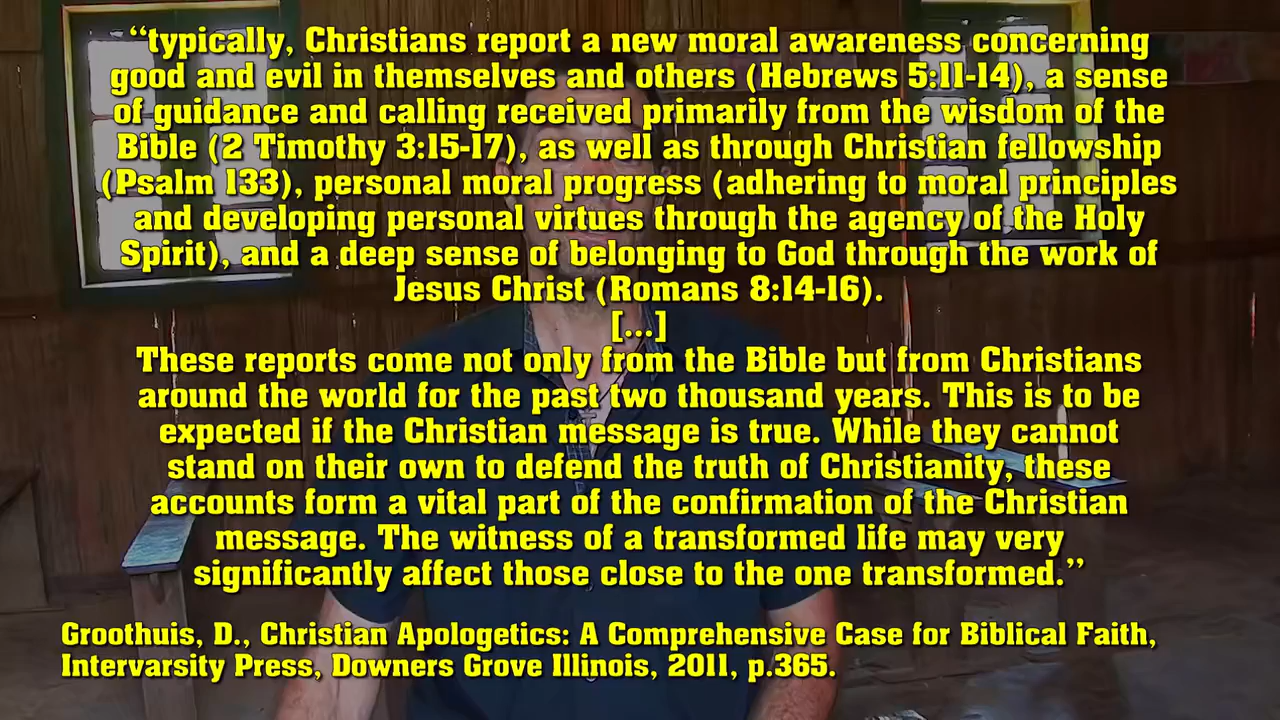 “typically, Christians report a new moral awareness concerning
good and evil in themselves and others (Hebrews 5:11-14), a sense
of guidance and calling received primarily from the wisdom of the
Bible (2 Timothy 3:15-17), as well as through Christian fellowship
(Psalm 133), personal moral progress (adhering to moral principles
and developing personal virtues through the agency of the Holy
Spirit), and a deep sense of belonging to God through the work of
Jesus Christ (Romans 8:14-16).
[...]
These reports come not only from the Bible but from Christians
around the world for the past two thousand years. This is to be
expected if the Christian message is true. While they cannot
stand on their own to defend the truth of Christianity, these
accounts form a vital part of the confirmation of the Christian
message. The witness of a transformed life may very
significantly affect those close to the one transformed.”
Groothuis, D., Christian Apologetics: A Comprehensive Case for Biblical Faith,
Intervarsity Press, Downers Grove Illinois, 2011, p.365.